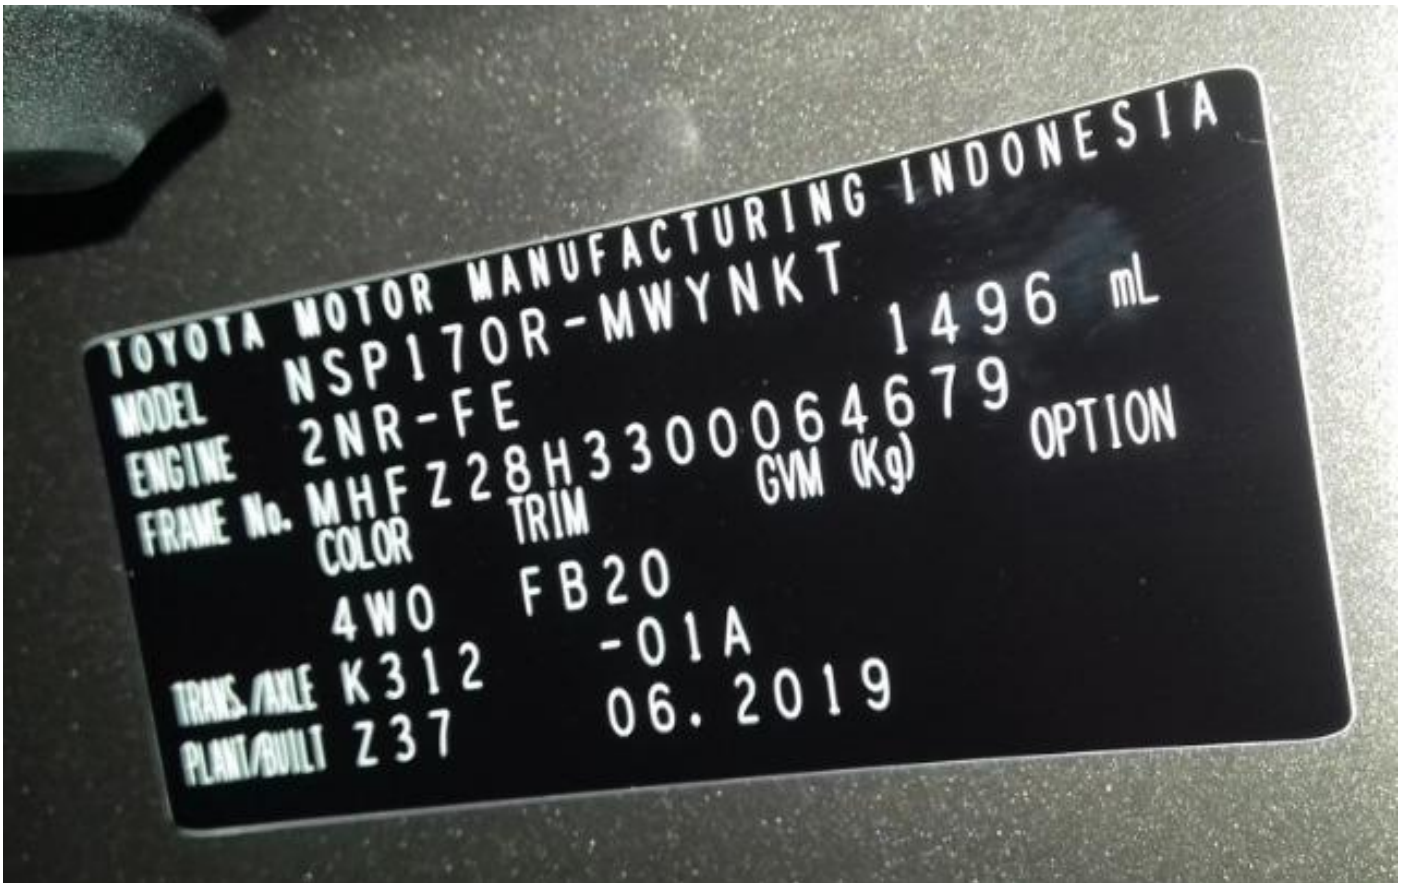 TOYOTA MOTOR MANUFACTURING INDONESIA
MODEL NSP170R-MWYNKT
ENGINE 2NR-FE 1496 mL
FRAME No. MHFZ28H3300064679
COLOR TRIM GVM (Kg) OPTION
4W0 FB20
TRANS./AXLE K312 -01A
PLANT/BUILT Z37 06.2019